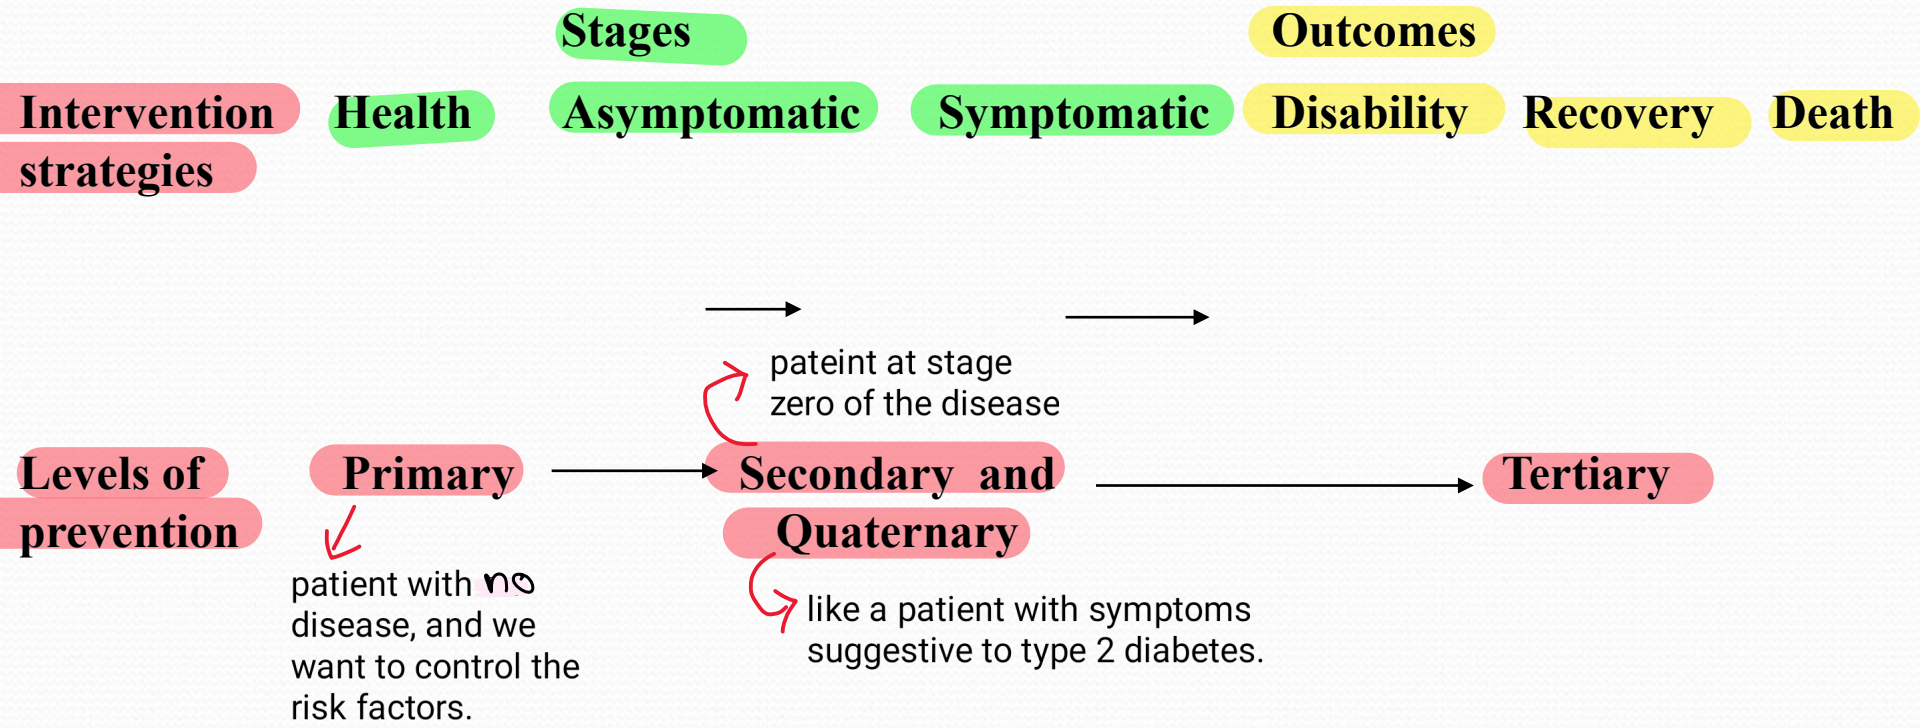 Stages
Outcomes
Intervention Health Asymptomatic Symptomatic Disability Recovery Death
strategies
pateint at stage
zero of the disease
Levels of Primary Secondary and Tertiary
prevention Quaternary
patient with no
disease, and we
want to control the
risk factors.
like a patient with symptoms
suggestive to type 2 diabetes.